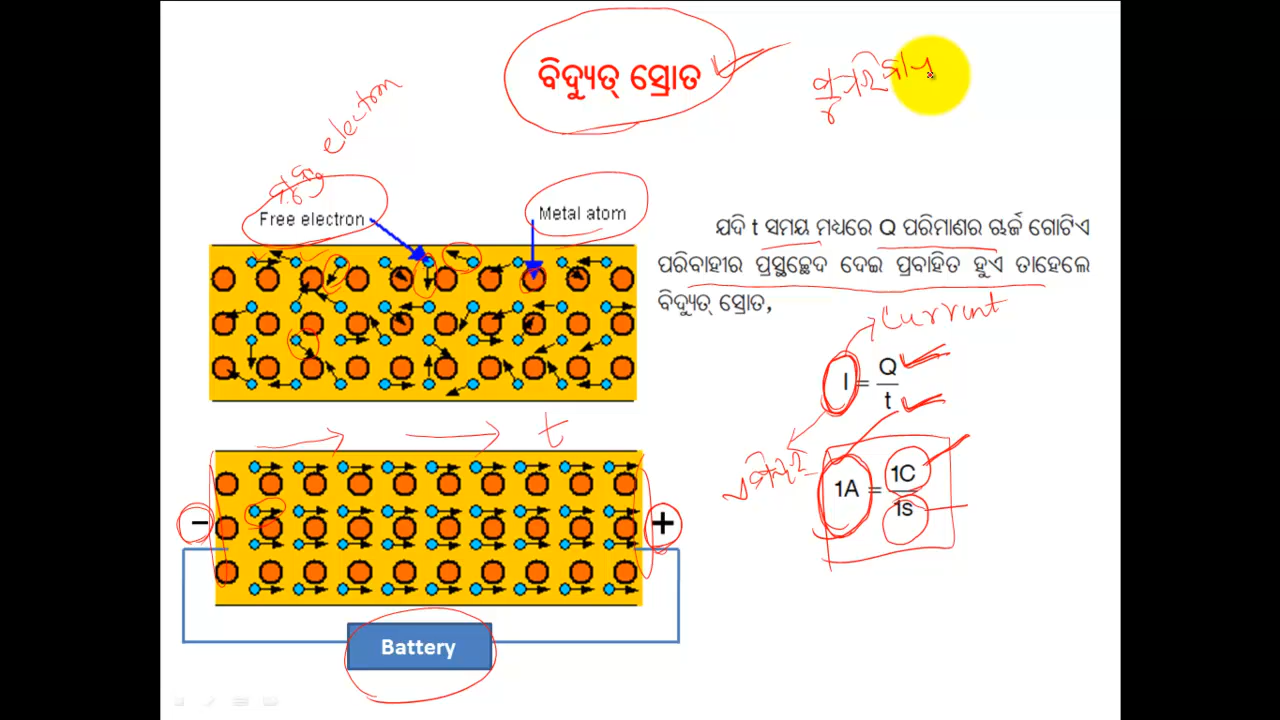 ବିଦ୍ୟୁତ୍ ସ୍ରୋତ
electron
Free electron
Metal atom
ଯଦି t ସମୟ ମଧ୍ୟରେ Q ପରିମାଣର ଋର୍ଜ ଗୋଟିଏ
ପରିବାହୀର ପ୍ରସ୍ଥଚ୍ଛେଦ ଦେଇ ପ୍ରବାହିତ ହୁଏ ତାହେଲେ
ବିଦ୍ୟୁତ୍ ସ୍ରୋତ,
Current
I = Q
t
t
1A = 1C
1s
− +
Battery